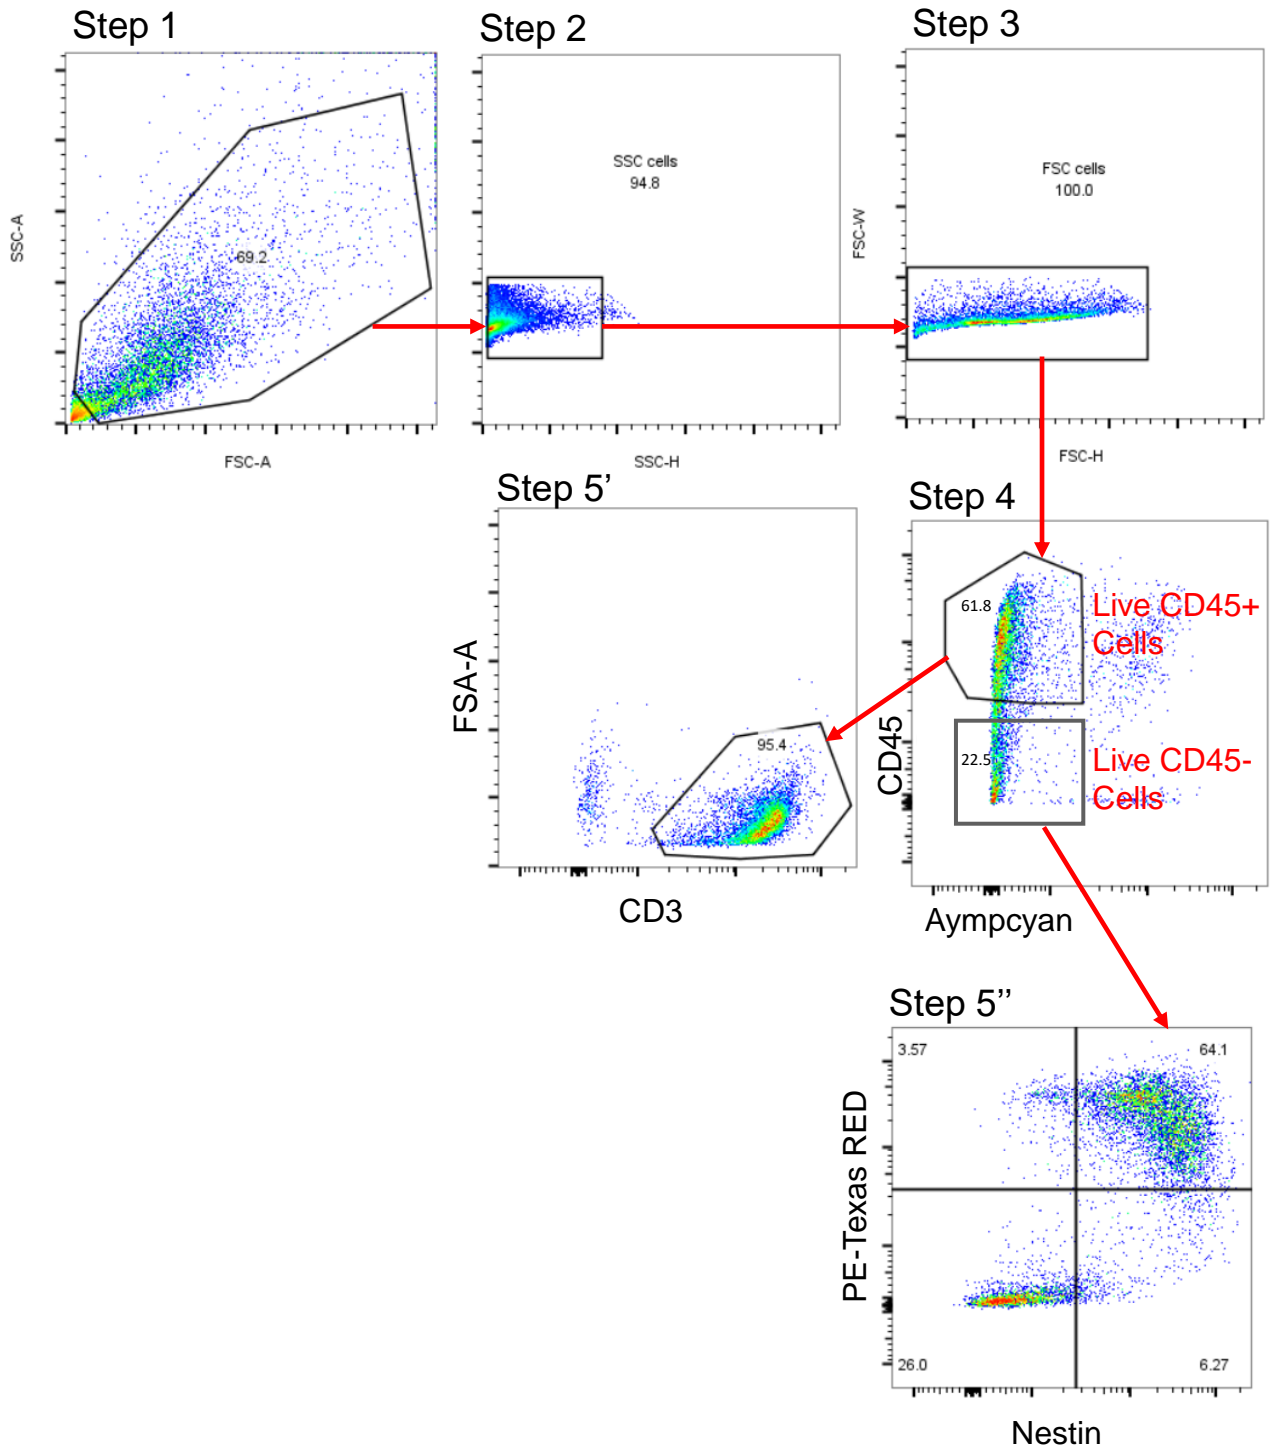 Step 1
Step 2
Step 3
SSC-A
69.2
FSC-A
SSC cells
94.8
SSC-H
FSC-W
FSC cells
100.0
FSC-H
Step 5’
FSA-A
95.4
CD3
Step 4
CD45
61.8
Live CD45+
Cells
22.5
Live CD45-
Cells
Aympcyan
Step 5”
PE-Texas RED
3.57
64.1
26.0
6.27
Nestin